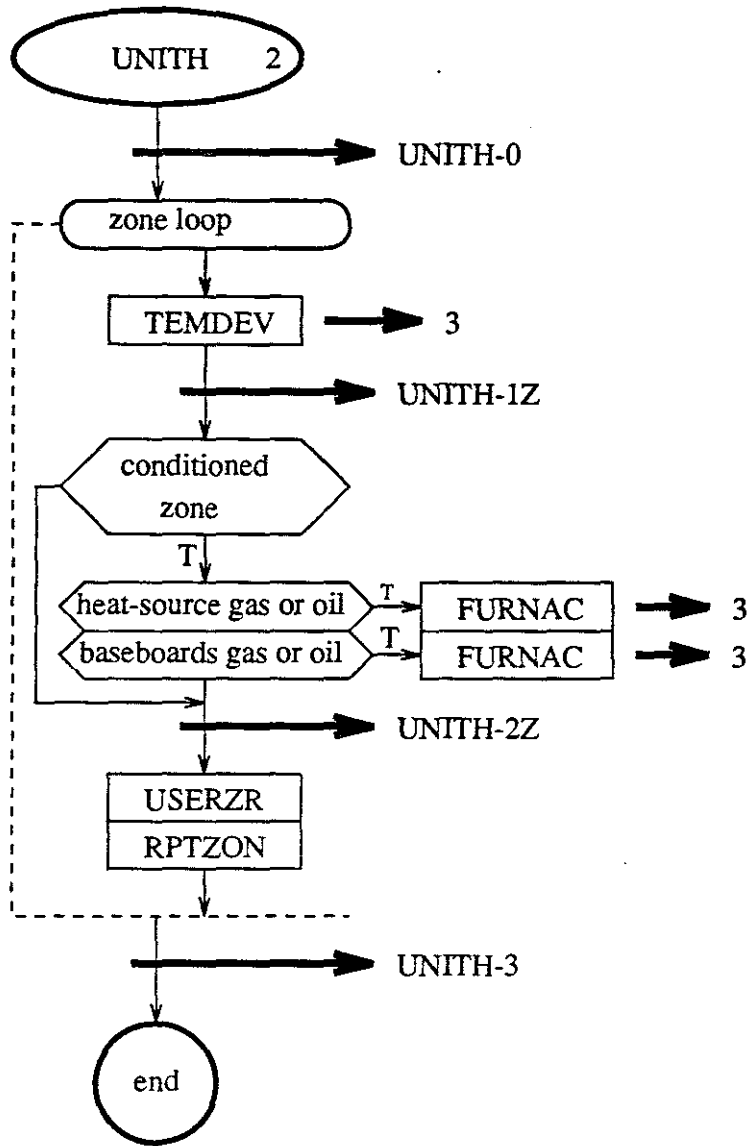 UNITH 2
UNITH-0
zone loop
TEMDEV 3
UNITH-1Z
conditioned
zone
T
heat-source gas or oil T FURNAC 3
baseboards gas or oil T FURNAC 3
UNITH-2Z
USERZR
RPTZON
UNITH-3
end